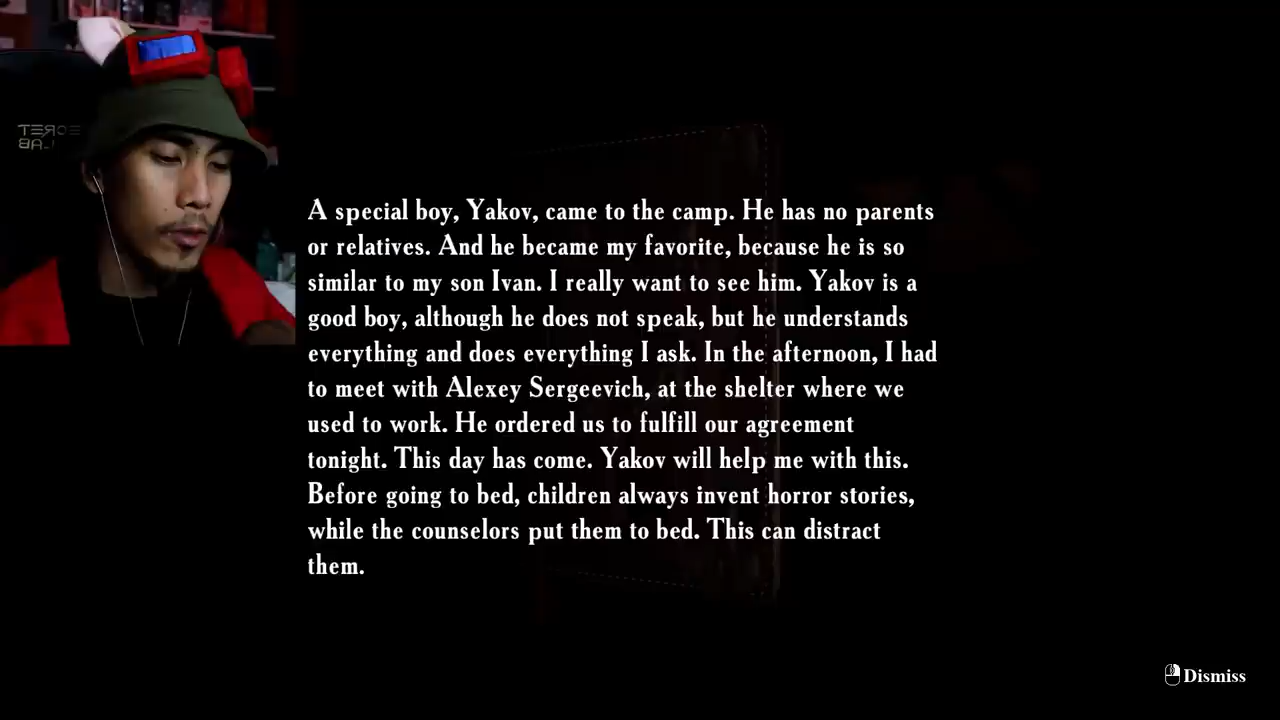 A special boy, Yakov, came to the camp. He has no parents
or relatives. And he became my favorite, because he is so
similar to my son Ivan. I really want to see him. Yakov is a
good boy, although he does not speak, but he understands
everything and does everything I ask. In the afternoon, I had
to meet with Alexey Sergeevich, at the shelter where we
used to work. He ordered us to fulfill our agreement
tonight. This day has come. Yakov will help me with this.
Before going to bed, children always invent horror stories,
while the counselors put them to bed. This can distract
them.
Dismiss